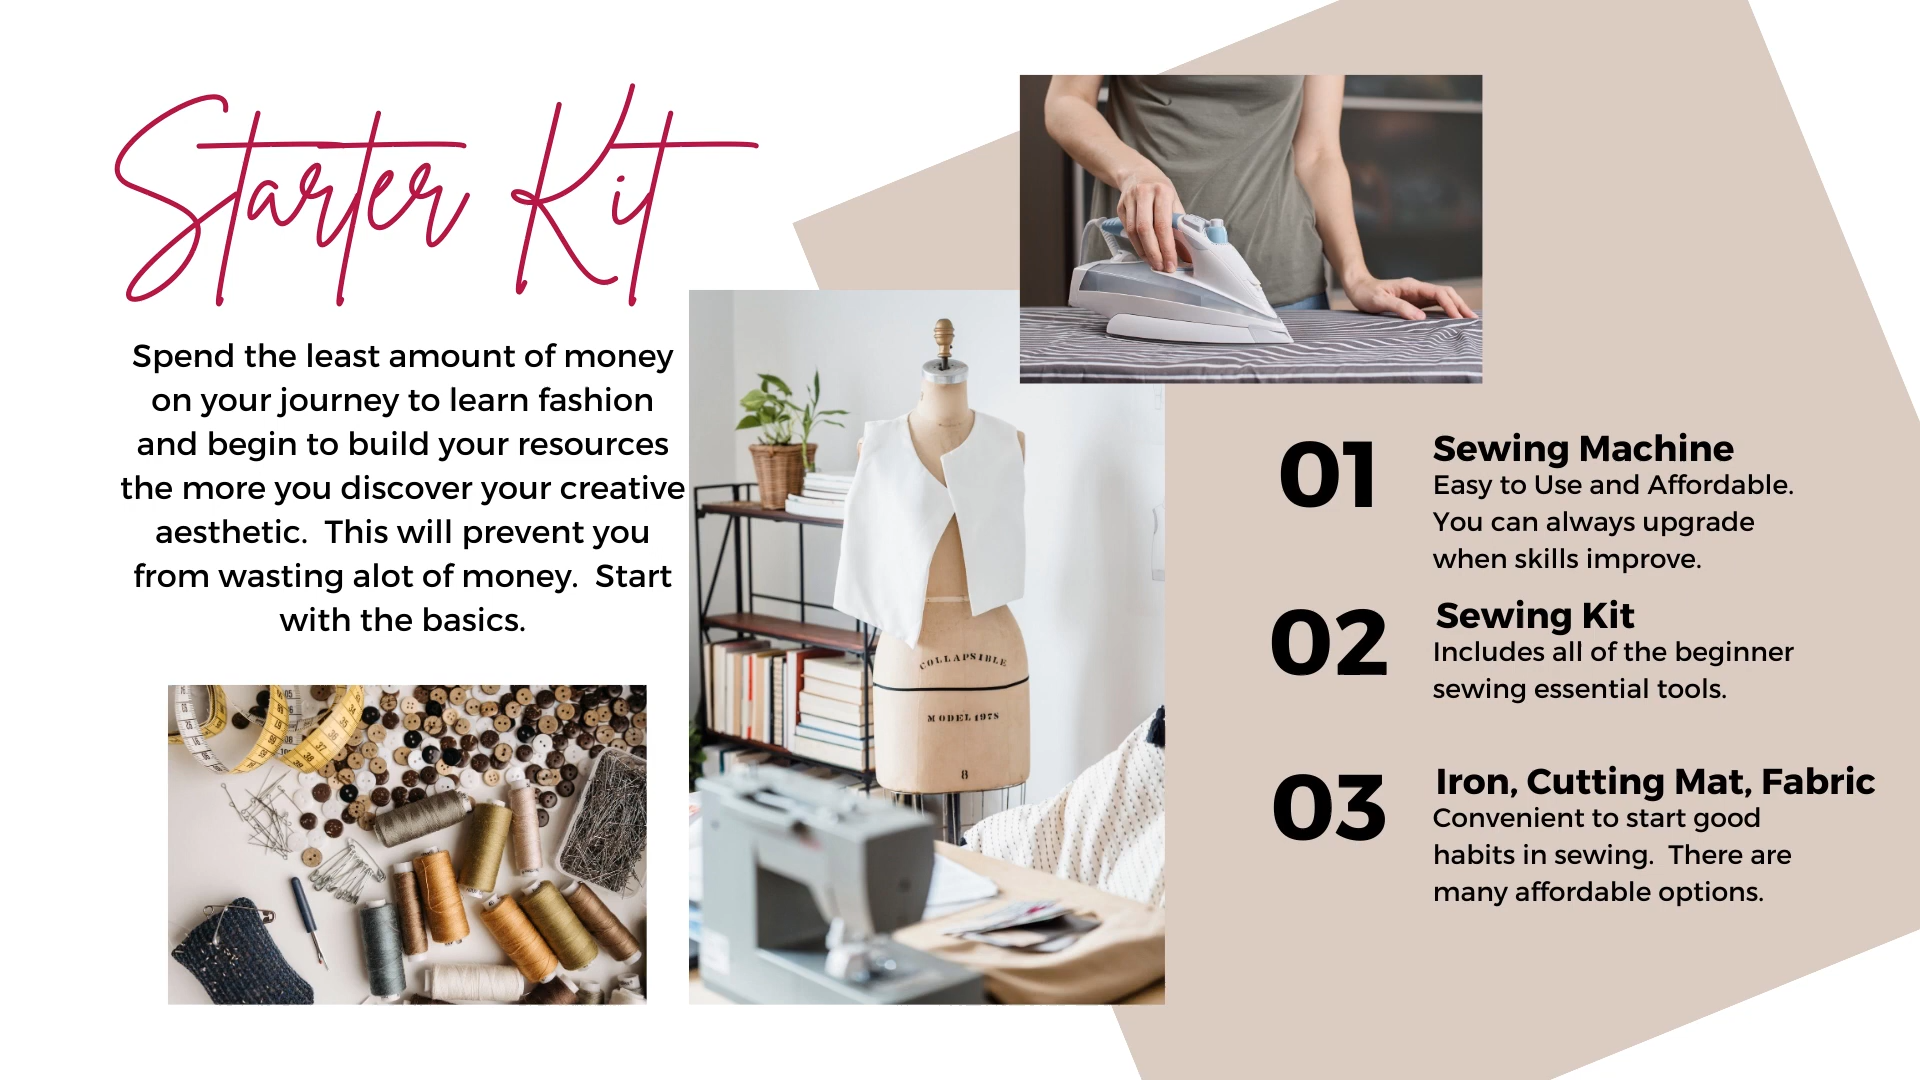 Starter Kit
Spend the least amount of money
on your journey to learn fashion
and begin to build your resources
the more you discover your creative
aesthetic.  This will prevent you
from wasting alot of money.  Start
with the basics.
COLLAPSIBLE
MODEL 1978
8
01
Sewing Machine
Easy to Use and Affordable.
You can always upgrade
when skills improve.
02
Sewing Kit
Includes all of the beginner
sewing essential tools.
03
Iron, Cutting Mat, Fabric
Convenient to start good
habits in sewing.  There are
many affordable options.